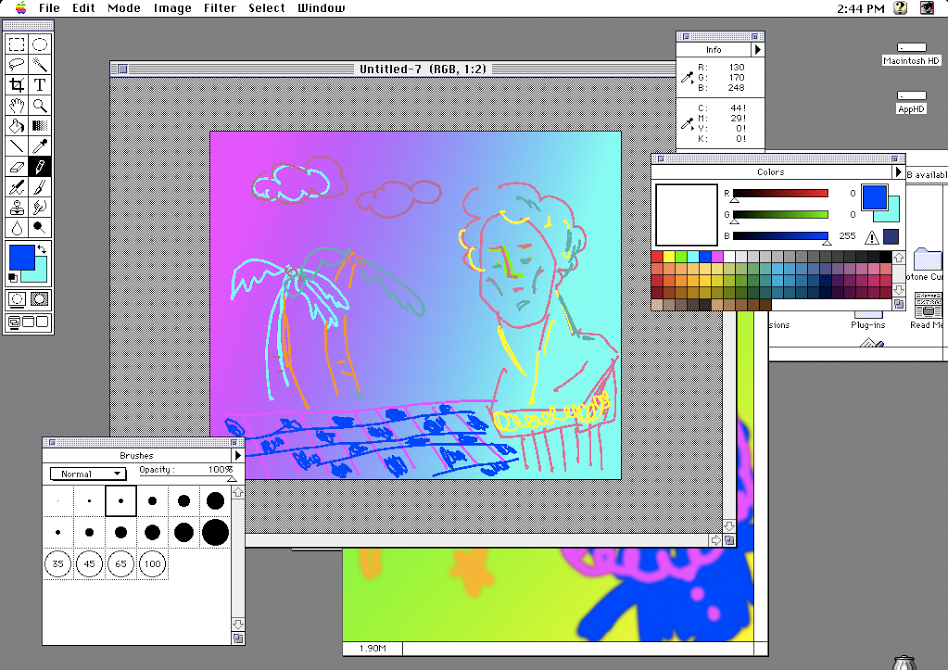 File Edit Mode Image Filter Select Window 2:44 PM
Macintosh HD
AppHD
Info
R: 130
G: 170
B: 248
C: 44!
M: 29!
Y: 0!
K: 0!
Untitled-7 (RGB, 1:2)
T
Colors
R 0
G 0
B 255
B availabl
otone Cu
sions
Plug-ins
Read Me
Brushes
Normal
Opacity: 100%
35 45 65 100
1.90M